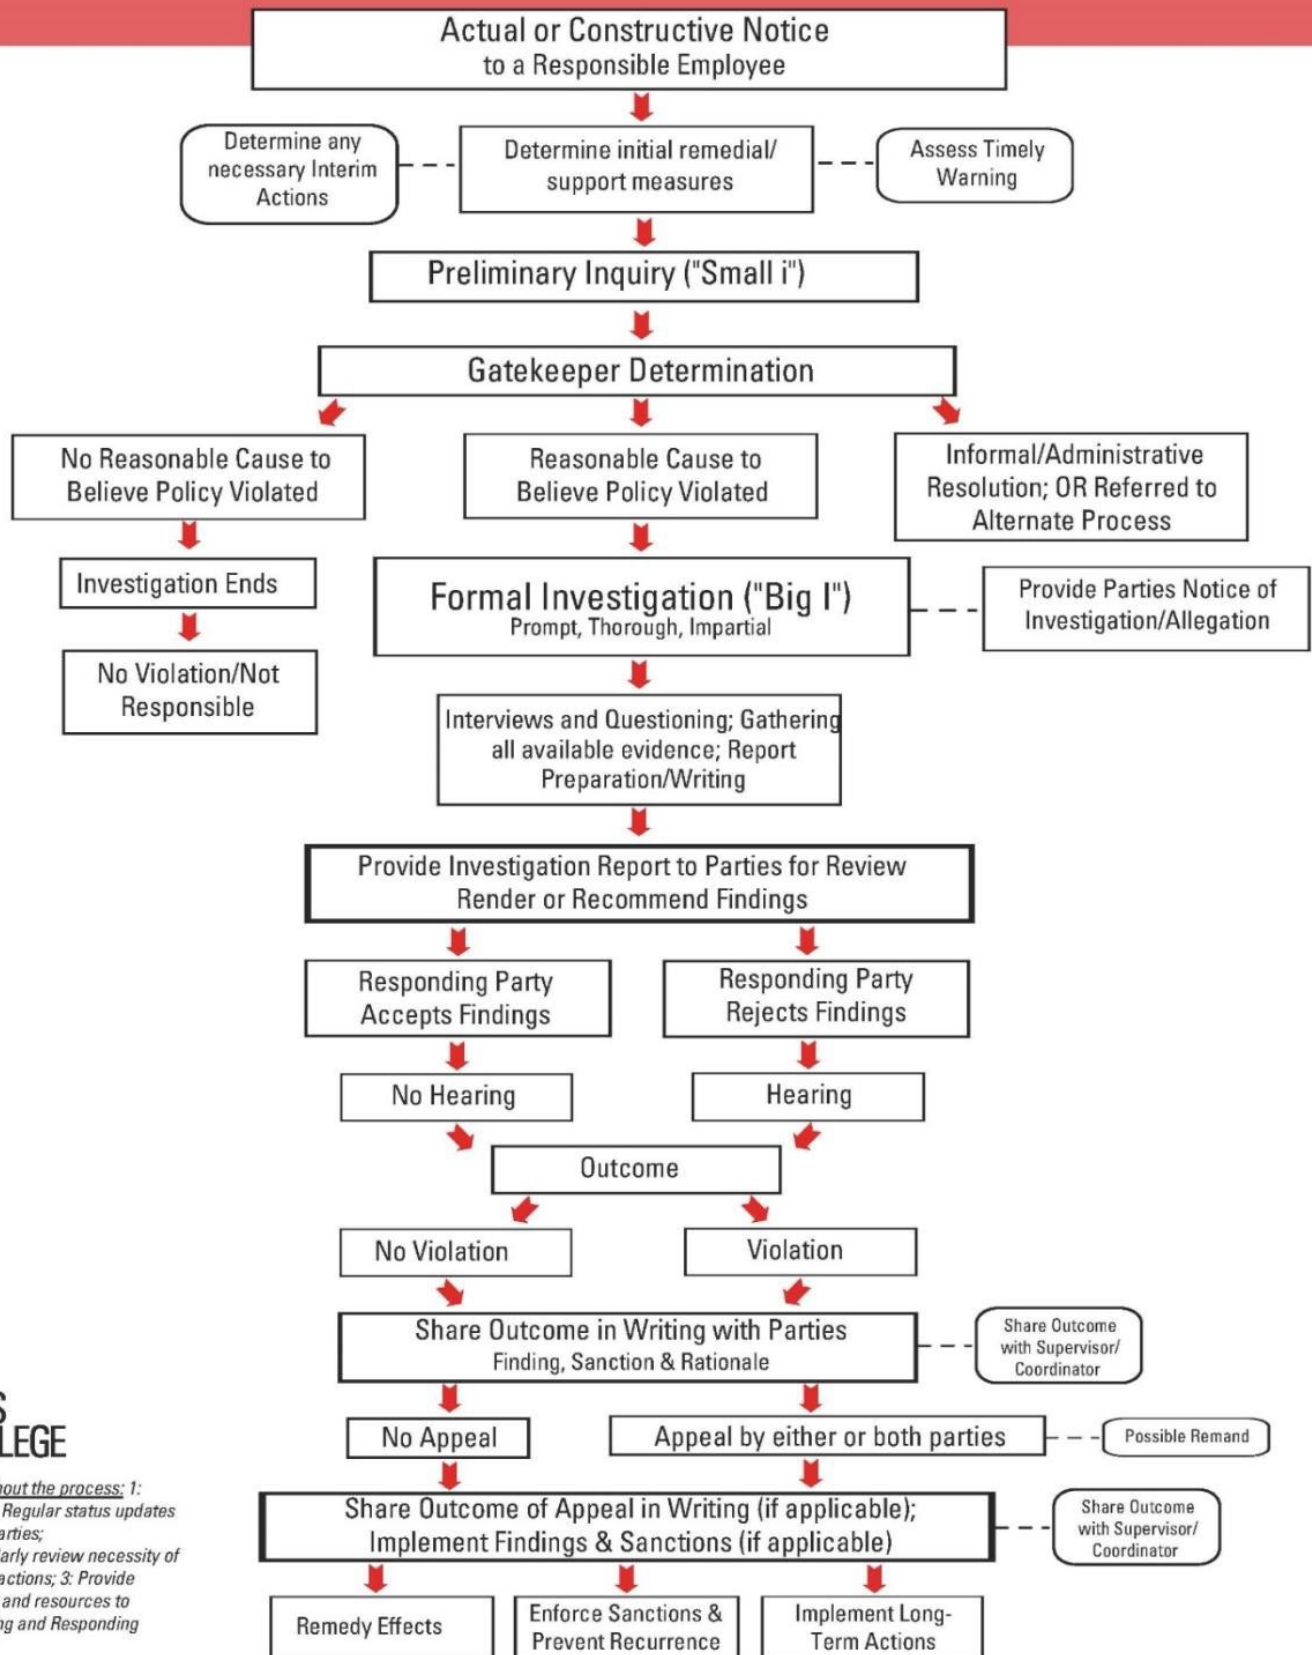 Actual or Constructive Notice
to a Responsible Employee
Determine any
necessary Interim
Actions
Determine initial remedial/
support measures
Assess Timely
Warning
Preliminary Inquiry ("Small i")
Gatekeeper Determination
No Reasonable Cause to
Believe Policy Violated
Reasonable Cause to
Believe Policy Violated
Informal/Administrative
Resolution; OR Referred to
Alternate Process
Investigation Ends
Formal Investigation ("Big I")
Prompt, Thorough, Impartial
Provide Parties Notice of
Investigation/Allegation
No Violation/Not
Responsible
Interviews and Questioning; Gathering
all available evidence; Report
Preparation/Writing
Provide Investigation Report to Parties for Review
Render or Recommend Findings
Responding Party
Accepts Findings
Responding Party
Rejects Findings
No Hearing
Hearing
Outcome
No Violation
Violation
Share Outcome in Writing with Parties
Finding, Sanction & Rationale
Share Outcome
with Supervisor/
Coordinator
No Appeal
Appeal by either or both parties
Possible Remand
Share Outcome of Appeal in Writing (if applicable);
Implement Findings & Sanctions (if applicable)
Share Outcome
with Supervisor/
Coordinator
Remedy Effects
Enforce Sanctions &
Prevent Recurrence
Implement Long-
Term Actions
S
LEGE
hout the process: 1:
Regular status updates
arties;
larly review necessity of
actions; 3: Provide
and resources to
ng and Responding